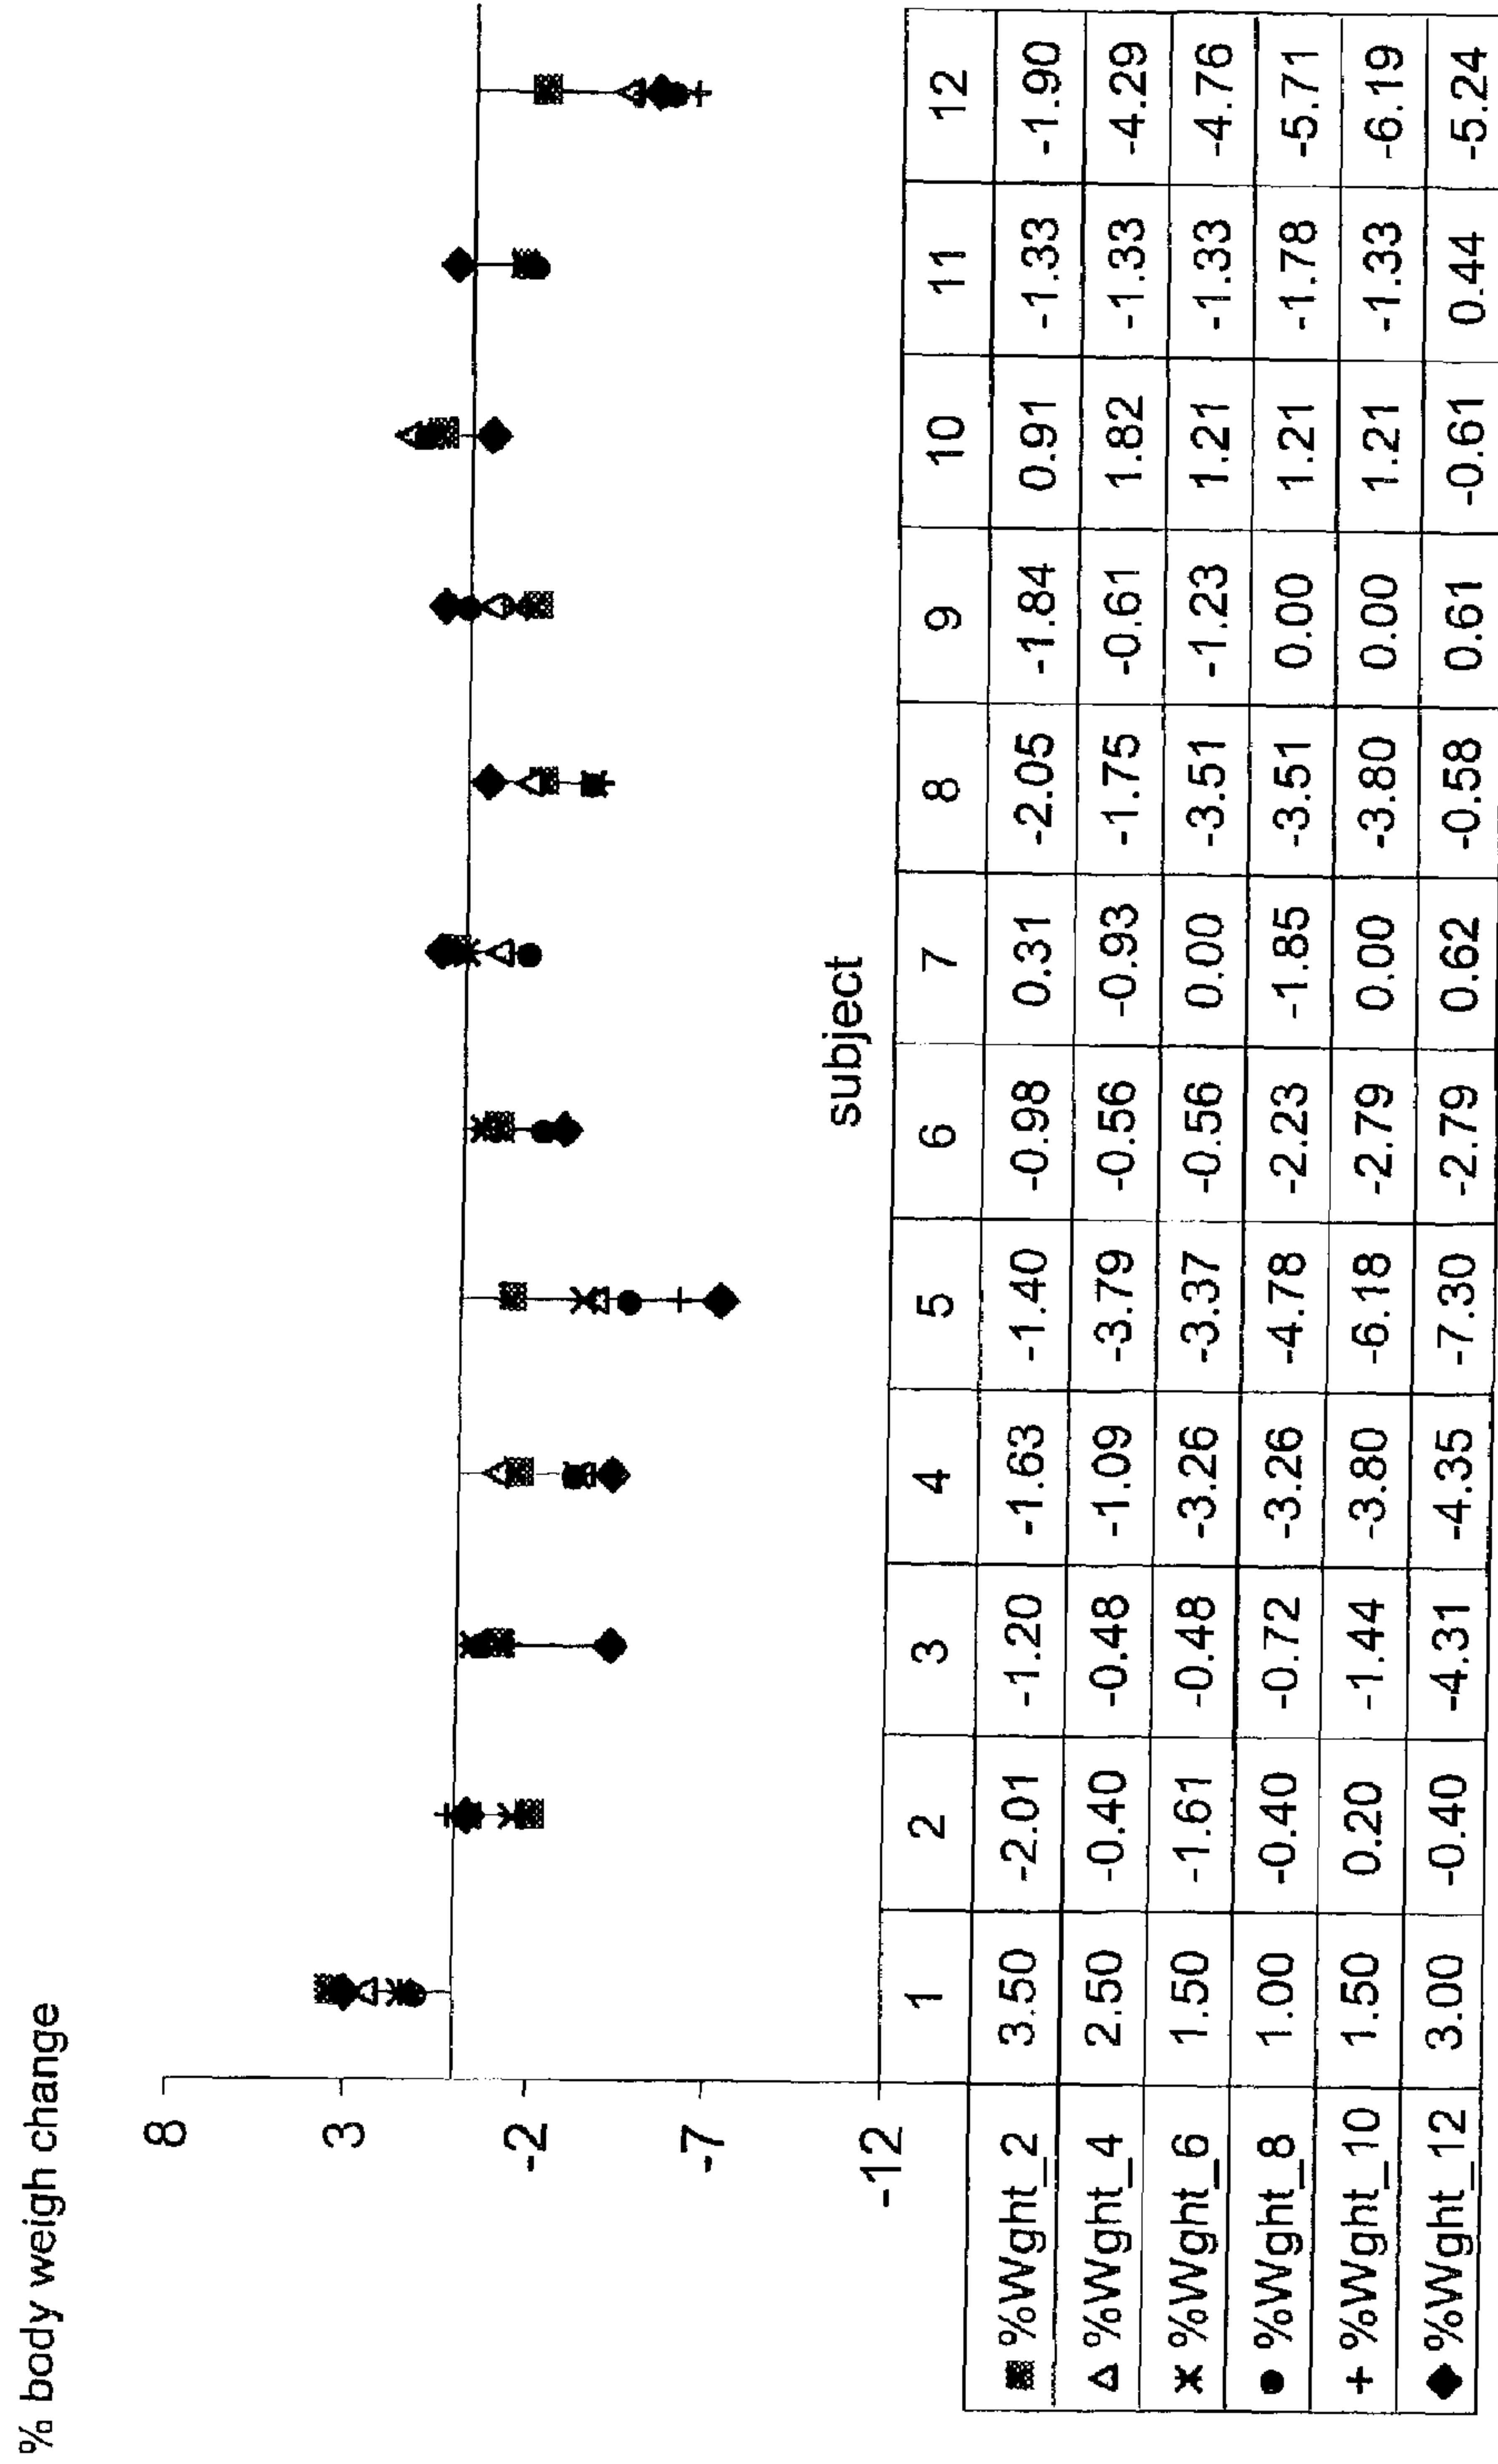 % body weigh change
8
3
-2
-7
-12
subject
1 2 3 4 5 6 7 8 9 10 11 12
%Wght_2 3.50 -2.01 -1.20 -1.63 -1.40 -0.98 0.31 -2.05 -1.84 0.91 -1.33 -1.90
%Wght_4 2.50 -0.40 -0.48 -1.09 -3.79 -0.56 -0.93 -1.75 -0.61 1.82 -1.33 -4.29
%Wght_6 1.50 -1.61 -0.48 -3.26 -3.37 -0.56 0.00 -3.51 -1.23 1.21 -1.33 -4.76
%Wght_8 1.00 -0.40 -0.72 -3.26 -4.78 -2.23 -1.85 -3.51 0.00 1.21 -1.78 -5.71
%Wght_10 1.50 0.20 -1.44 -3.80 -6.18 -2.79 0.00 -3.80 0.00 1.21 -1.33 -6.19
%Wght_12 3.00 -0.40 -4.31 -4.35 -7.30 -2.79 0.62 -0.58 0.61 -0.61 0.44 -5.24